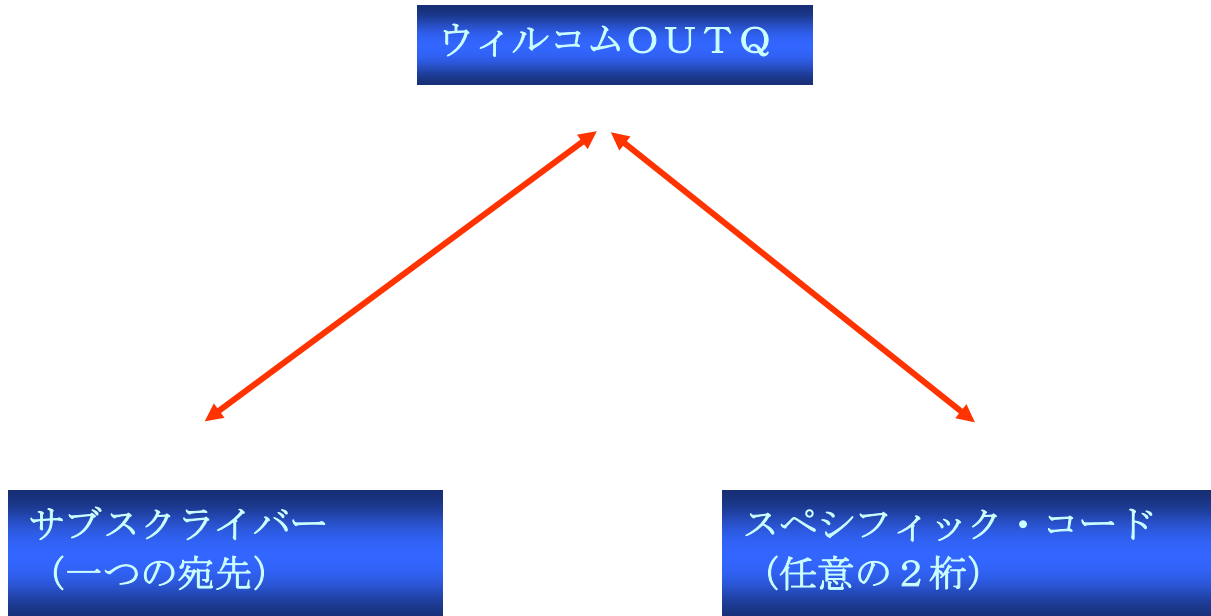 ウィルコムＯＵＴＱ
サブスクライバー
（一つの宛先）
スペシフィック・コード
（任意の２桁）